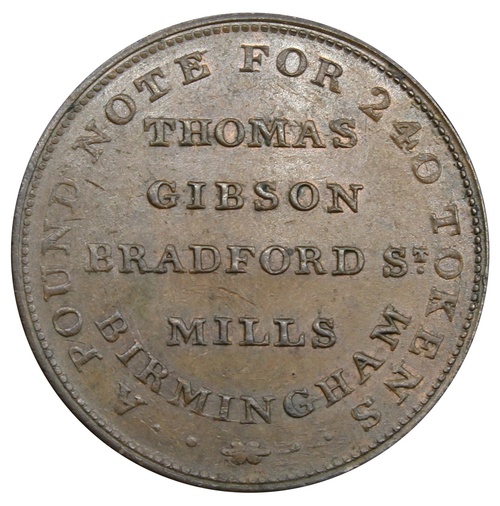 A POUND NOTE FOR 240 TOKENS
THOMAS
GIBSON
BRADFORD ST.
MILLS
BIRMINGHAM